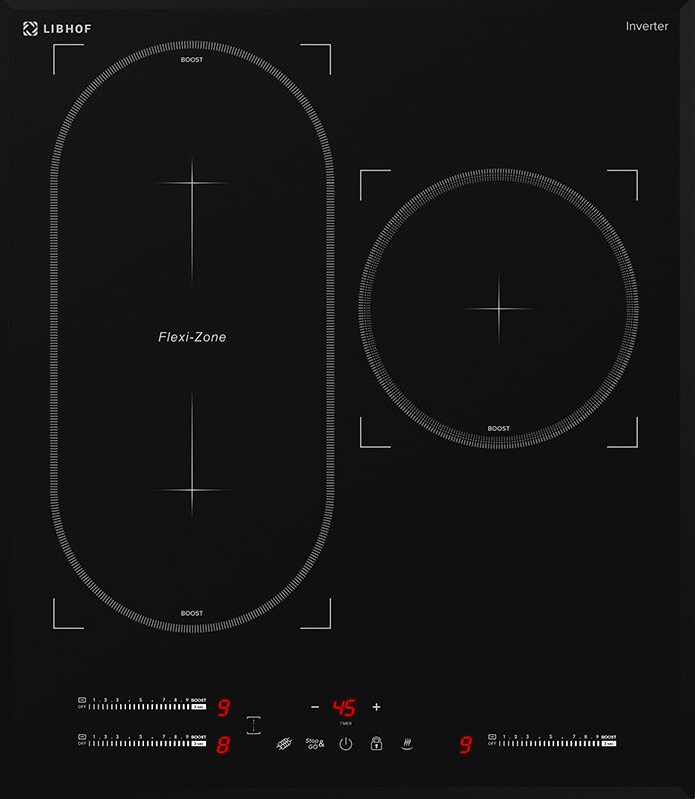 LIBHOF
Inverter
BOOST
Flexi-Zone
BOOST
BOOST
OFF 1 . 2 . 3 . 5 . 7 . 8 . 9 BOOST
9
− 45 +
TIMER
OFF 1 . 2 . 3 . 5 . 7 . 8 . 9 BOOST
8
Stop &
GO
9
OFF 1 . 2 . 3 . 5 . 7 . 8 . 9 BOOST